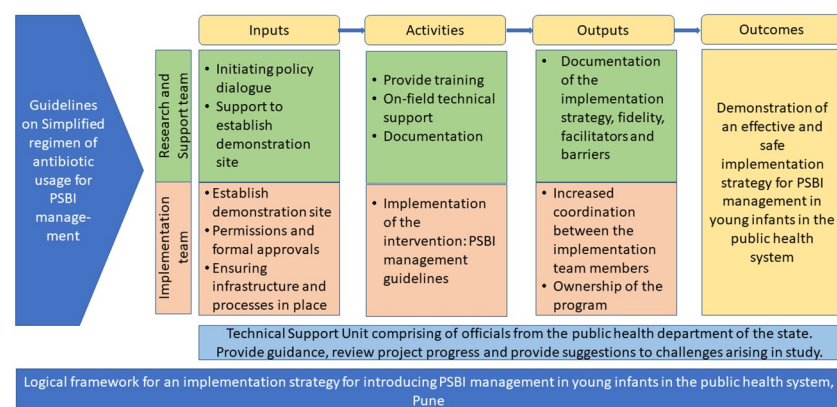 Inputs
Activities
Outputs
Outcomes
Guidelines
on Simplified
regimen of
antibiotic
usage for
PSBI
manage-
ment
Research and
Support team
• Initiating policy
dialogue
• Support to
establish
demonstration
site
• Provide training
• On-field technical
support
• Documentation
• Documentation
of the
implementation
strategy, fidelity,
facilitators and
barriers
Demonstration of
an effective and
safe
implementation
strategy for PSBI
management in
young infants in the
public health
system
Implementation
team
• Establish
demonstration site
• Permissions and
formal approvals
• Ensuring
infrastructure and
processes in place
• Implementation
of the
intervention: PSBI
management
guidelines
• Increased
coordination
between the
implementation
team members
• Ownership of the
program
Technical Support Unit comprising of officials from the public health department of the state.
Provide guidance, review project progress and provide suggestions to challenges arising in study.
Logical framework for an implementation strategy for introducing PSBI management in young infants in the public health system,
Pune